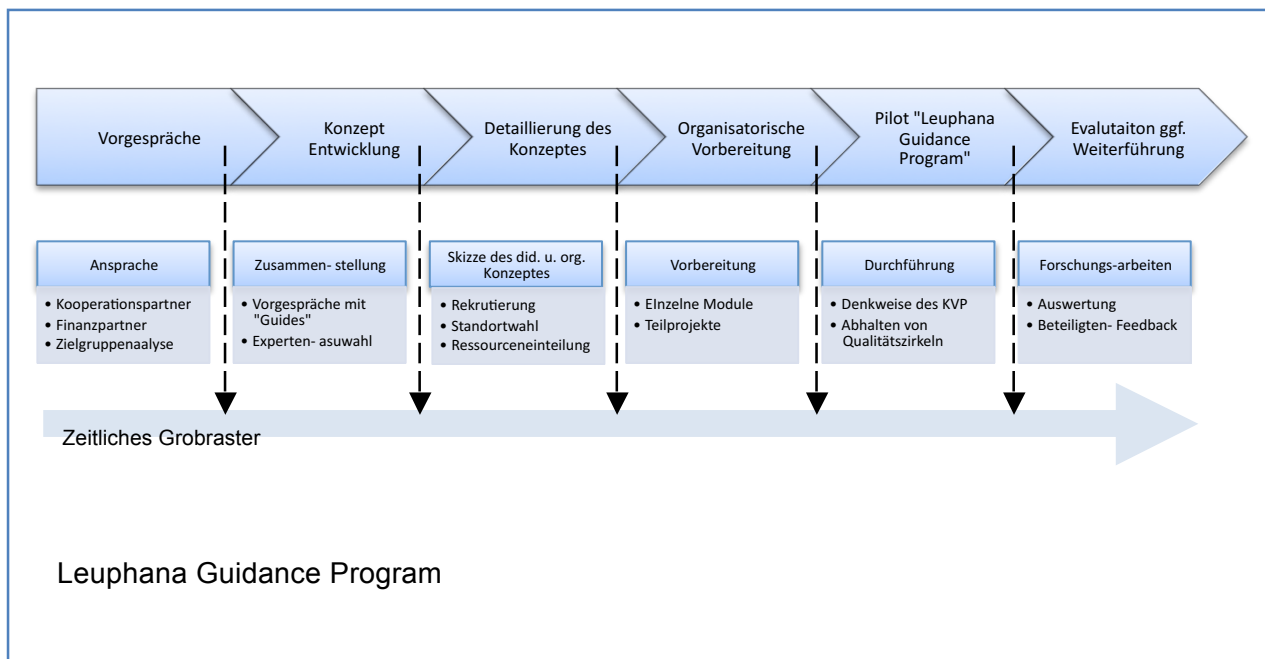 Vorgespräche
Konzept
Entwicklung
Detaillierung des
Konzeptes
Organisatorische
Vorbereitung
Pilot "Leuphana
Guidance
Program"
Evalutaiton ggf.
Weiterführung
Ansprache
• Kooperationspartner
• Finanzpartner
• Zielgruppenaalyse
Zusammen- stellung
• Vorgespräche mit
"Guides"
• Experten- asuwahl
Skizze des did. u. org.
Konzeptes
• Rekrutierung
• Standortwahl
• Ressourceneinteilung
Vorbereitung
• EInzelne Module
• Teilprojekte
Durchführung
• Denkweise des KVP
• Abhalten von
Qualitätszirkeln
Forschungs-arbeiten
• Auswertung
• Beteiligten- Feedback
Zeitliches Grobraster
Leuphana Guidance Program